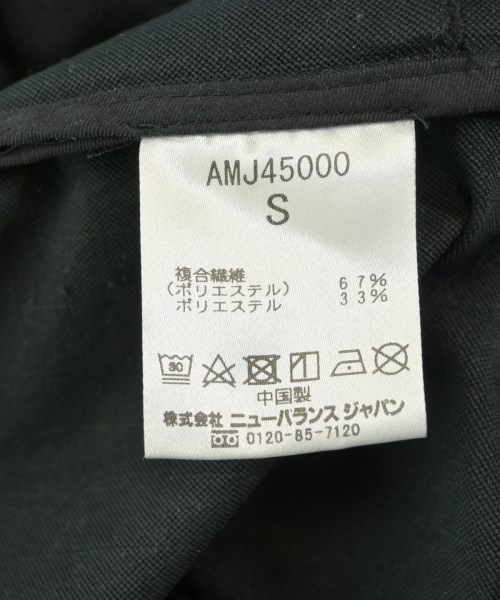 AMJ45000
S
複合繊維
(ポリエステル) 67%
ポリエステル 33%
30
中国製
株式会社 ニューバランス ジャパン
0120-85-7120